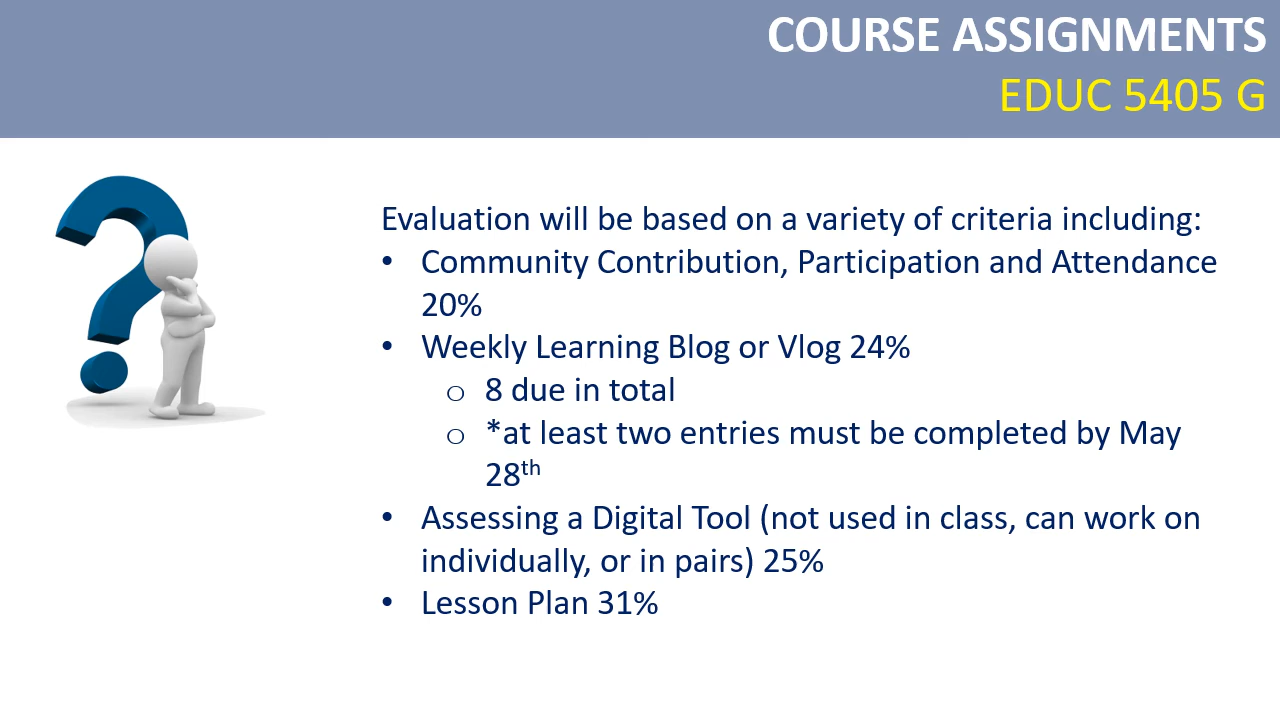 COURSE ASSIGNMENTS
EDUC 5405 G
Evaluation will be based on a variety of criteria including:
• Community Contribution, Participation and Attendance
20%
• Weekly Learning Blog or Vlog 24%
o 8 due in total
o *at least two entries must be completed by May
28th
• Assessing a Digital Tool (not used in class, can work on
individually, or in pairs) 25%
• Lesson Plan 31%